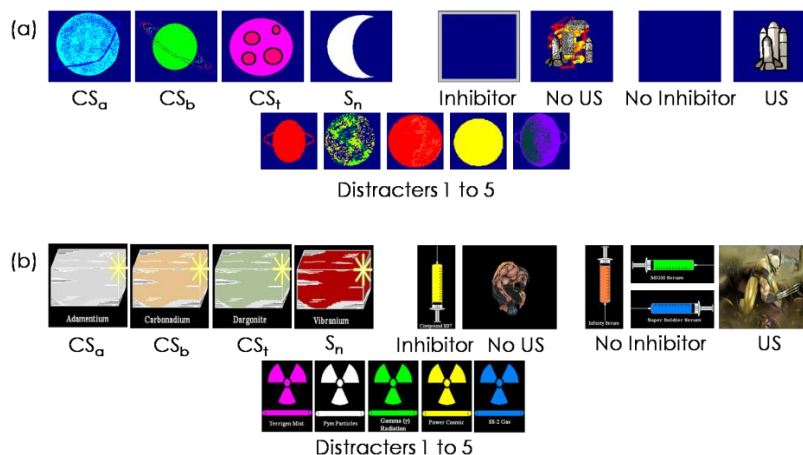 (a)
CSa CSb CSt Sn Inhibitor No US No Inhibitor US
Distracters 1 to 5
(b)
Adamentium Carbonadium Dargonite Vibranium
Compound XB7 Infinity Serum MGH Serum
Super Soldier Serum
CSa CSb CSt Sn Inhibitor No US No Inhibitor US
Terrigen Mist Pym Particles Gamma (γ) Radiation Power Cosmic SS-2 Gas
Distracters 1 to 5